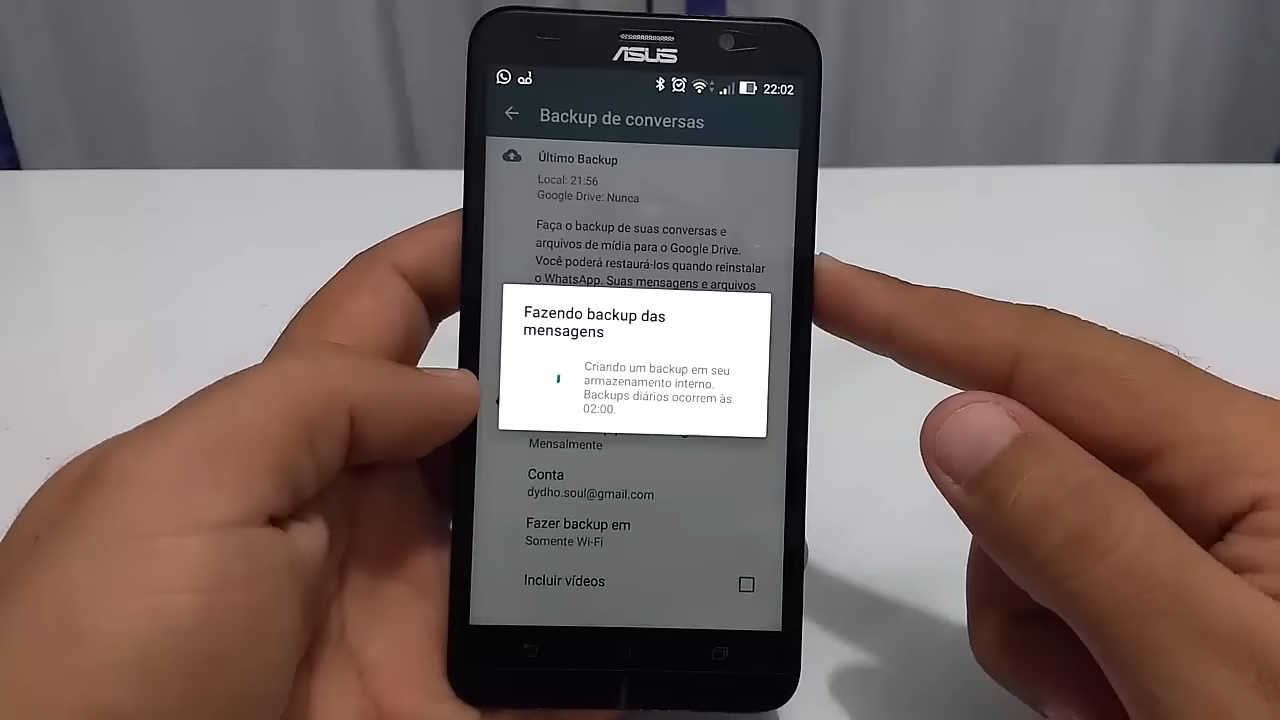 ASUS
22:02
Backup de conversas
Último Backup
Local: 21:56
Google Drive: Nunca
Faça o backup de suas conversas e
arquivos de mídia para o Google Drive.
Você poderá restaurá-los quando reinstalar
o WhatsApp. Suas mensagens e arquivos
Fazendo backup das
mensagens
Criando um backup em seu
armazenamento interno.
Backups diários ocorrem às
02:00.
Mensalmente
Conta
dydho.soul@gmail.com
Fazer backup em
Somente Wi-Fi
Incluir vídeos